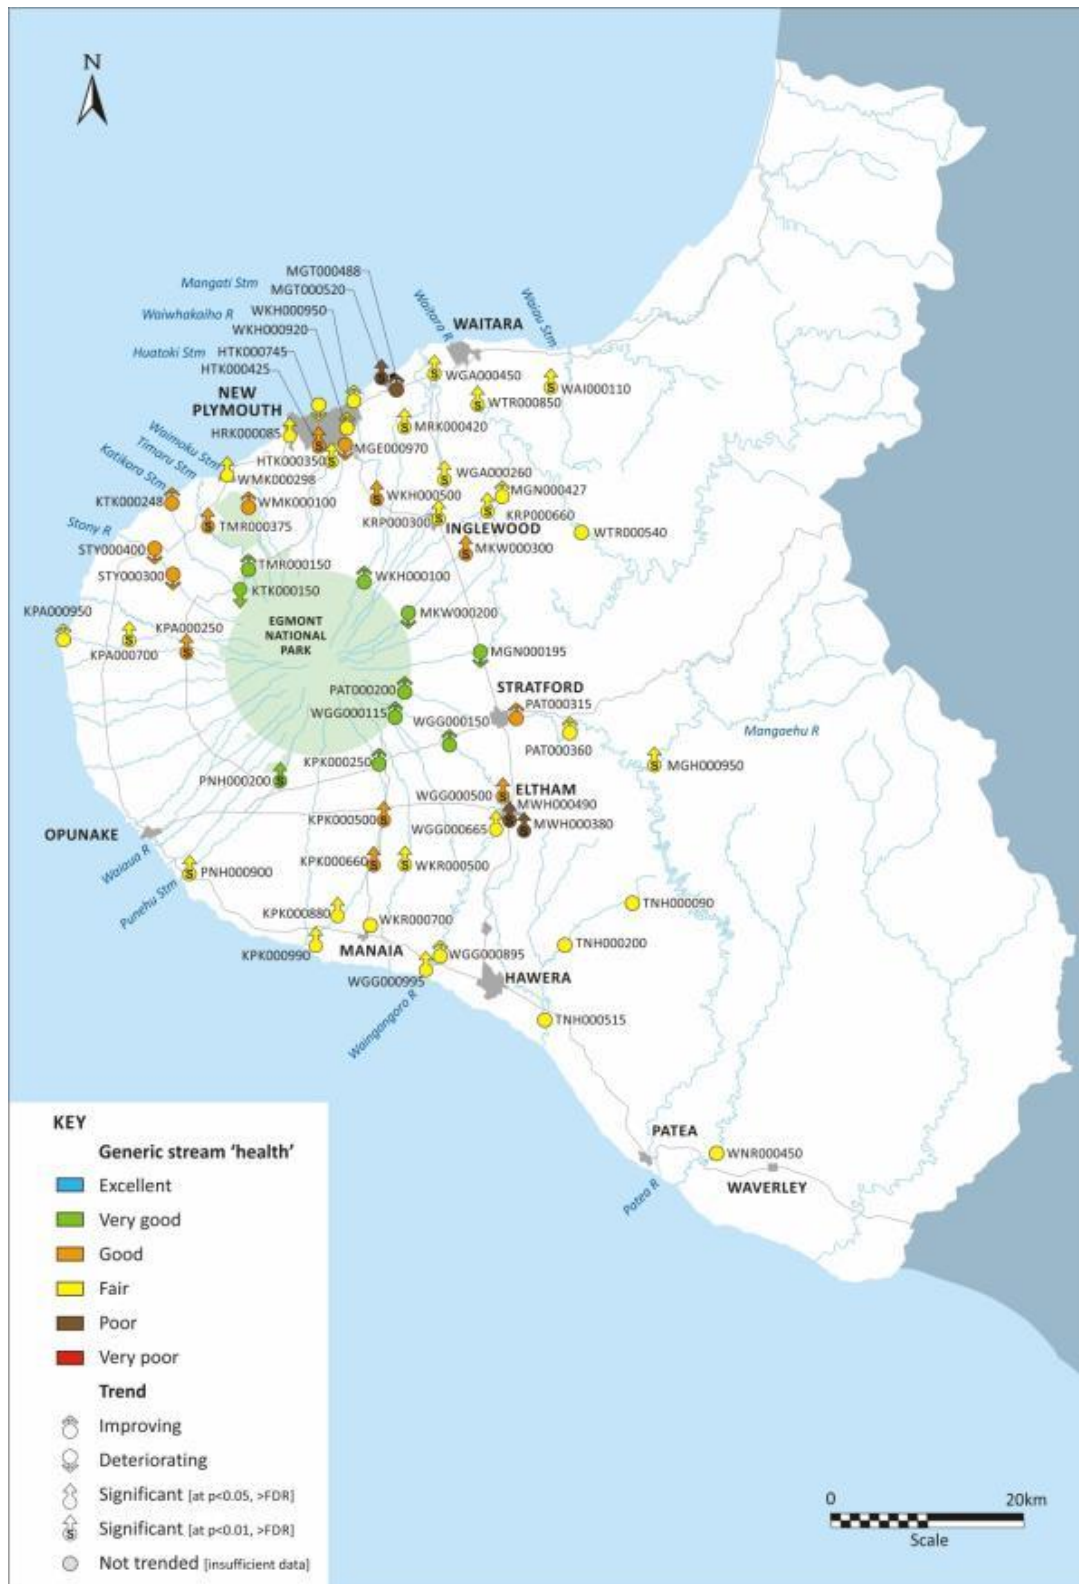 N
MGT000488
Mangati Stm
MGT000520
WKH000950
Waiwhakaiho R
WKH000920
Waitara R
Waiau Stm
WAITARA
Huatoki Stm
HTK000745
HTK000425
WGA000450
WAI000110
NEW
PLYMOUTH
WTR000850
HRK000085
MRK000420
MGE000970
HTK000350
Waimoku Stm
Timaru Stm
Katikara Stm
WMK000298
WGA000260
MGN000427
KTK000248
WMK000100
WKH000500
KRP000660
KRP000300
TMR000375
INGLEWOOD
WTR000540
Stony R
STY000400
MKW000300
STY000300
TMR000150
WKH000100
KTK000150
KPA000950
MKW000200
KPA000250
EGMONT
NATIONAL
PARK
KPA000700
MGN000195
PAT000200
STRATFORD
PAT000315
WGG000115
WGG000150
Mangaehu R
PAT000360
KPK000250
MGH000950
PNH000200
WGG000500
ELTHAM
MWH000490
KPK000500
MWH000380
OPUNAKE
WGG000665
Waiaua R
KPK000660
WKR000500
PNH000900
Punehu Stm
TNH000090
KPK000880
WKR000700
TNH000200
KPK000990
MANAIA
WGG000895
WGG000995
HAWERA
Waingongoro R
TNH000515
PATEA
WNR000450
WAVERLEY
Patea R
KEY
Generic stream ‘health’
Excellent
Very good
Good
Fair
Poor
Very poor
Trend
Improving
Deteriorating
Significant [at p<0.05, >FDR]
S Significant [at p<0.01, >FDR]
Not trended [insufficient data]
0 20km
Scale